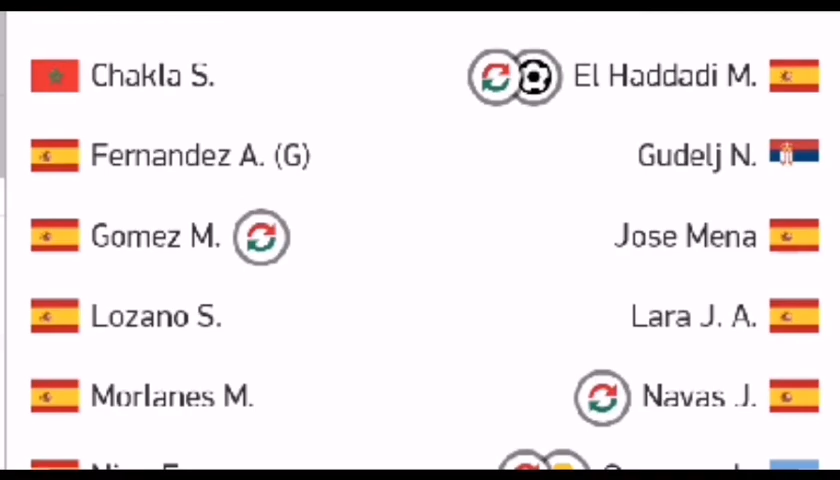 Chakla S. El Haddadi M.
Fernandez A. (G) Gudelj N.
Gomez M. Jose Mena
Lozano S. Lara J. A.
Morlanes M. Navas J.